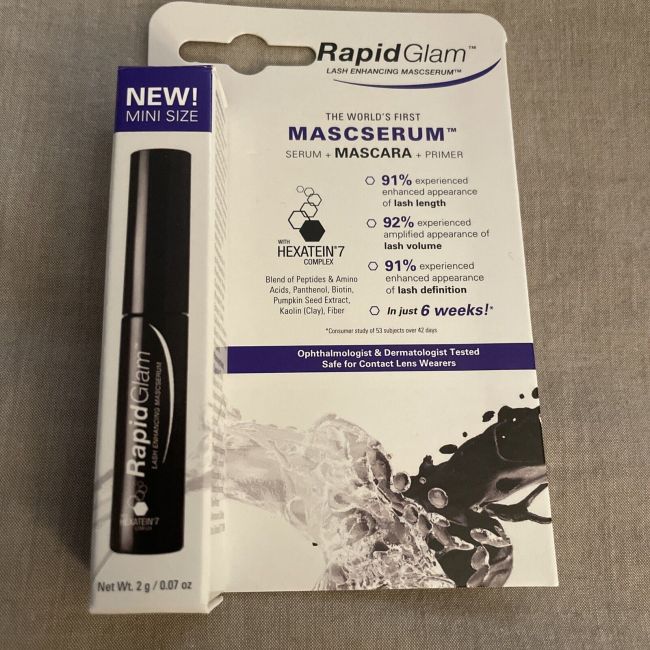 RapidGlam™
LASH ENHANCING MASCSERUM™
NEW!
MINI SIZE
RapidGlam™
LASH ENHANCING MASCSERUM
HEXATEIN®7
COMPLEX
Net Wt. 2 g / 0.07 oz
THE WORLD'S FIRST
MASCSERUM™
SERUM + MASCARA + PRIMER
WITH
HEXATEIN®7
COMPLEX
Blend of Peptides & Amino
Acids, Panthenol, Biotin,
Pumpkin Seed Extract,
Kaolin (Clay), Fiber
91% experienced
enhanced appearance
of lash length
92% experienced
amplified appearance of
lash volume
91% experienced
enhanced appearance
of lash definition
In just 6 weeks!*
*Consumer study of 53 subjects over 42 days
Ophthalmologist & Dermatologist Tested
Safe for Contact Lens Wearers